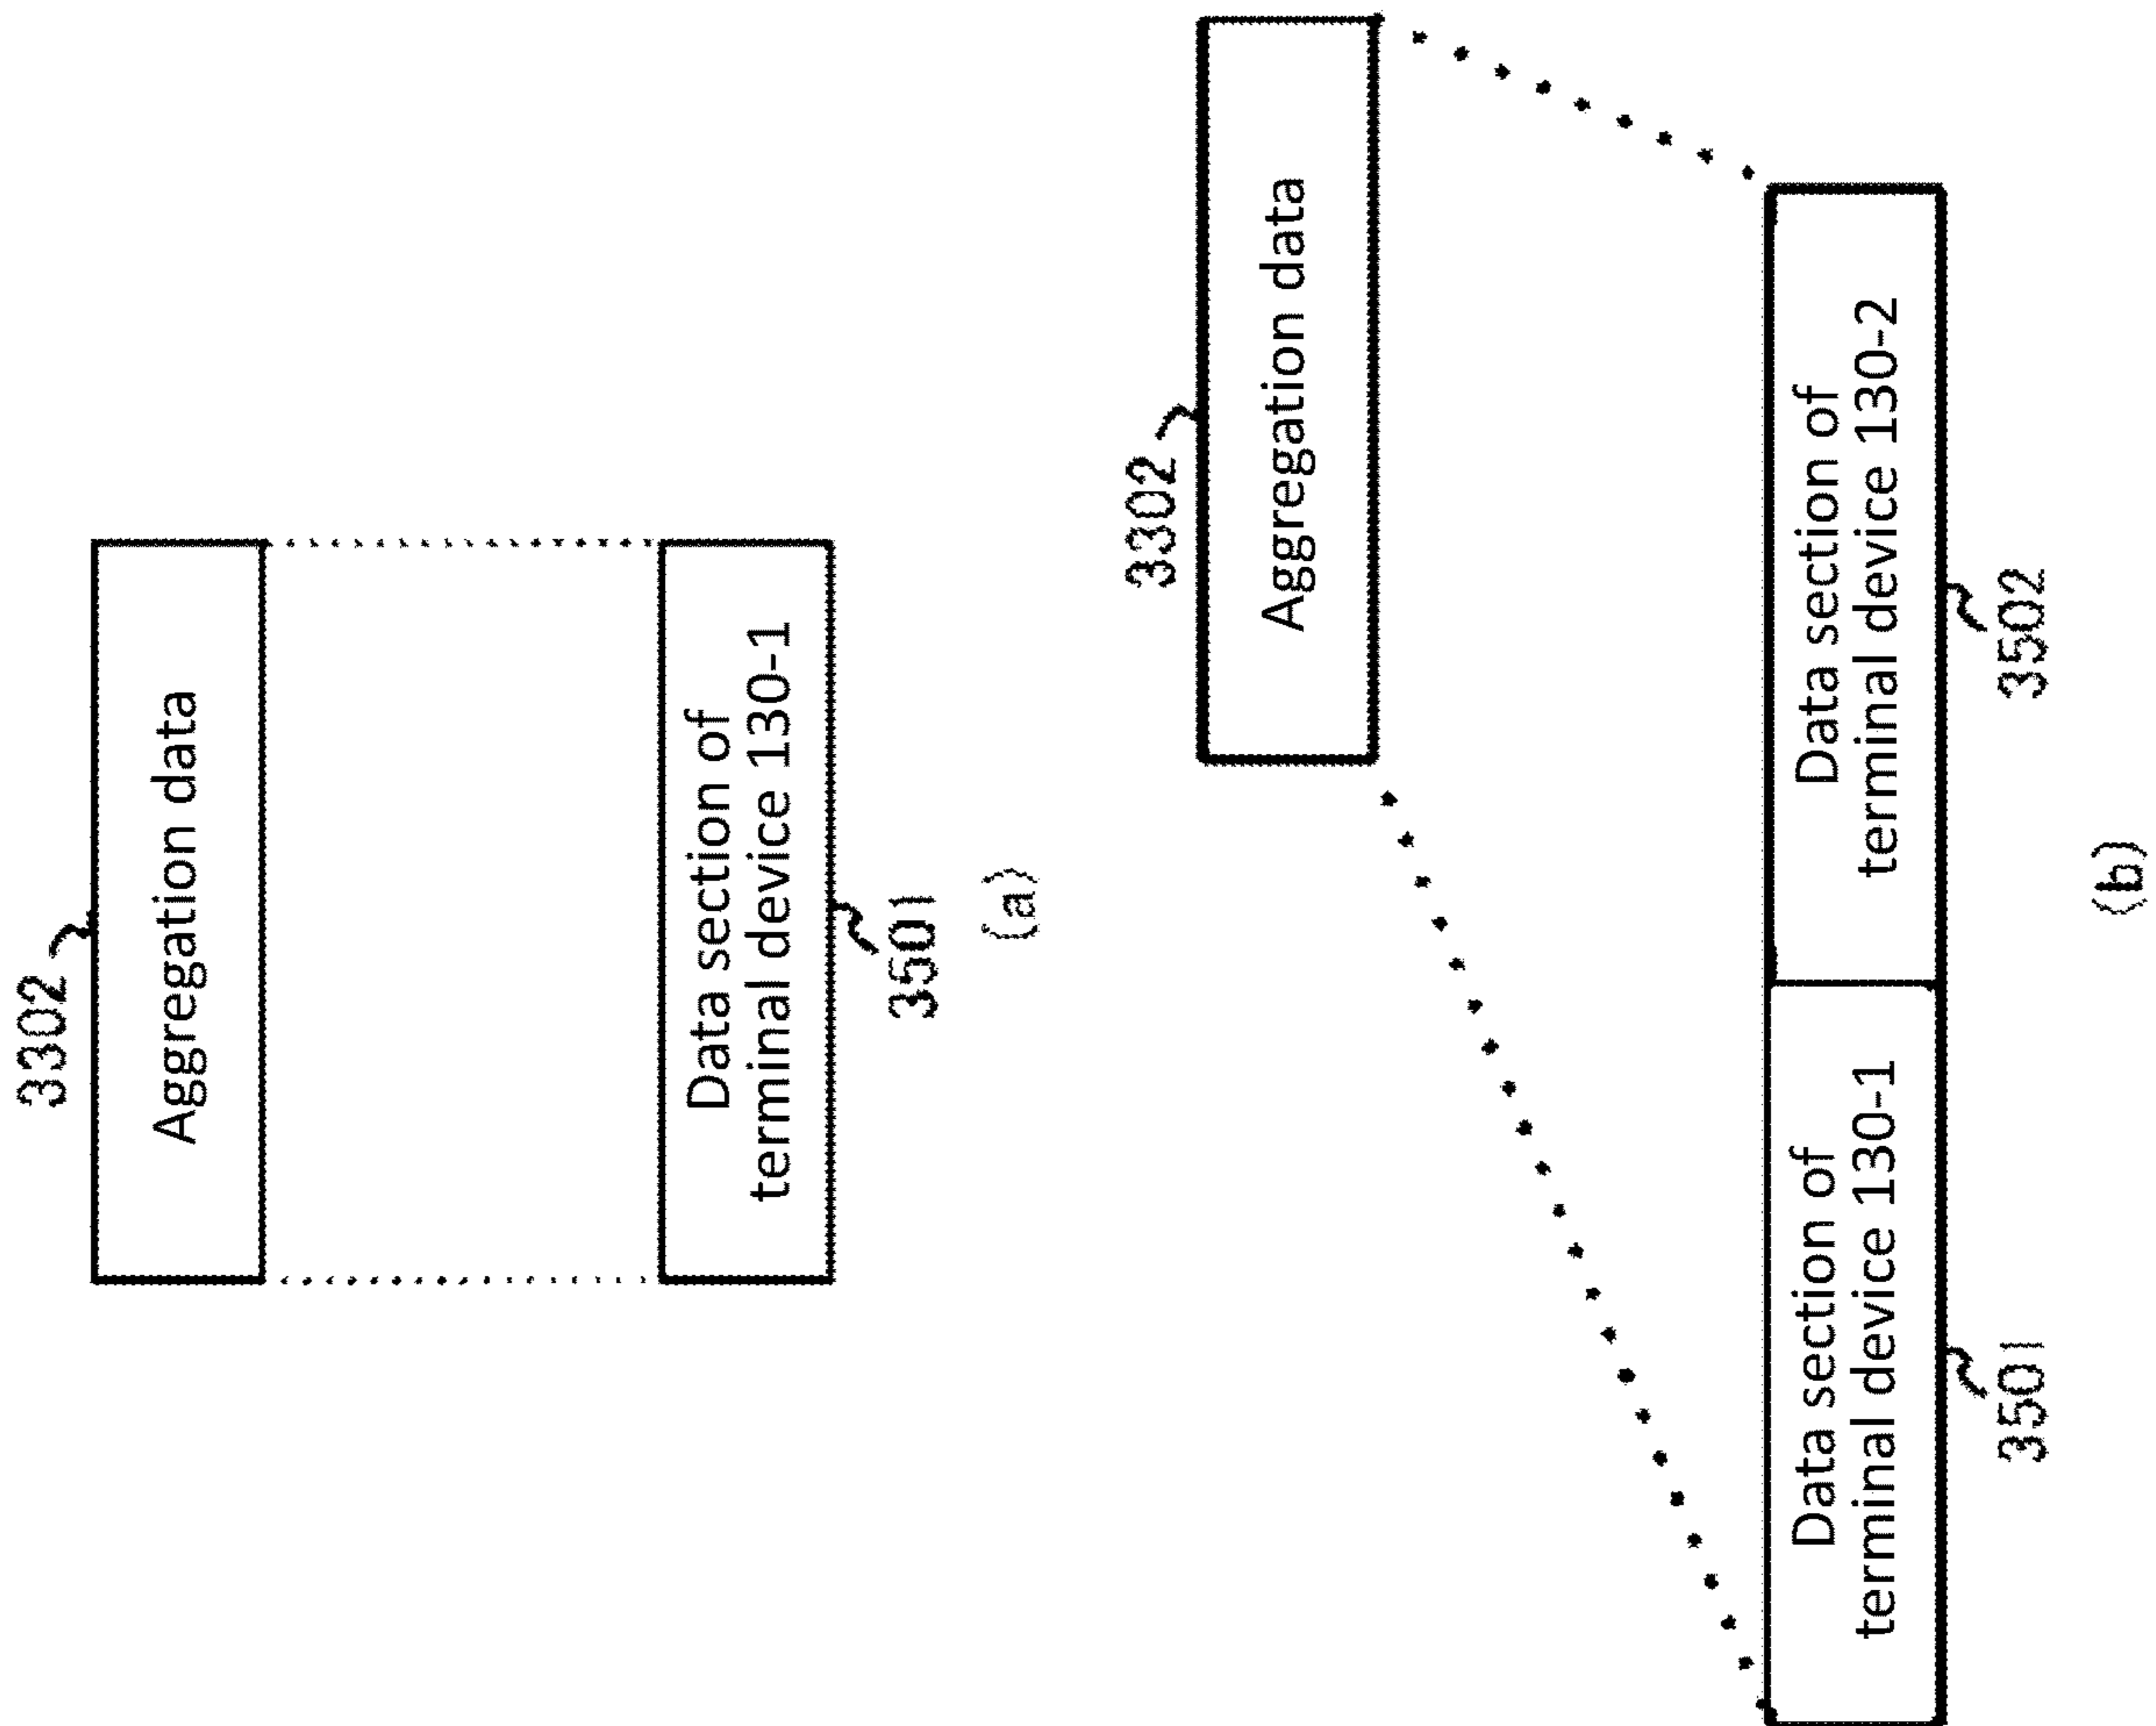 3302
Aggregation data
Data section of
terminal device 130-1
3501
(a)
3302
Aggregation data
Data section of
terminal device 130-1
Data section of
terminal device 130-2
3501
3502
(b)